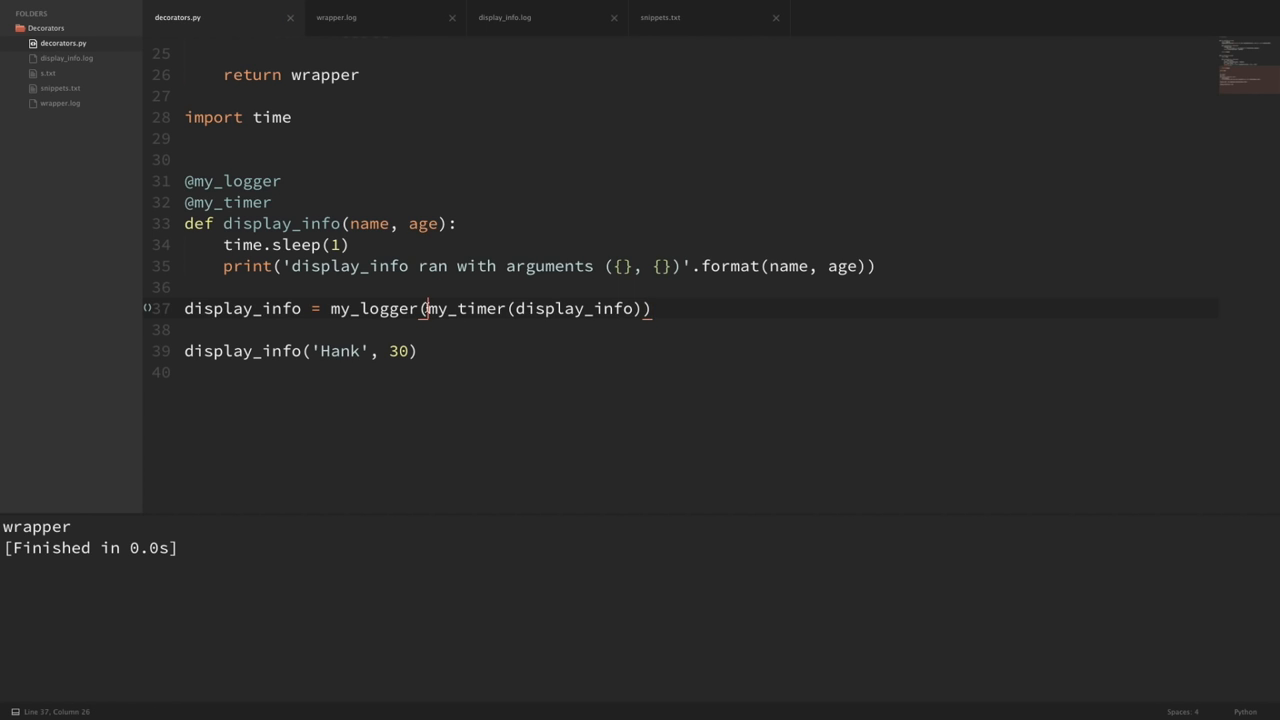 FOLDERS
Decorators
decorators.py
display_info.log
s.txt
snippets.txt
wrapper.log
decorators.py
wrapper.log
display_info.log
snippets.txt
25
26 return wrapper
27
28 import time
29
30
31 @my_logger
32 @my_timer
33 def display_info(name, age):
34 time.sleep(1)
35 print('display_info ran with arguments ({}, {})'.format(name, age))
36
37 display_info = my_logger(my_timer(display_info))
38
39 display_info('Hank', 30)
40
wrapper
[Finished in 0.0s]
Line 37, Column 26
Spaces: 4
Python